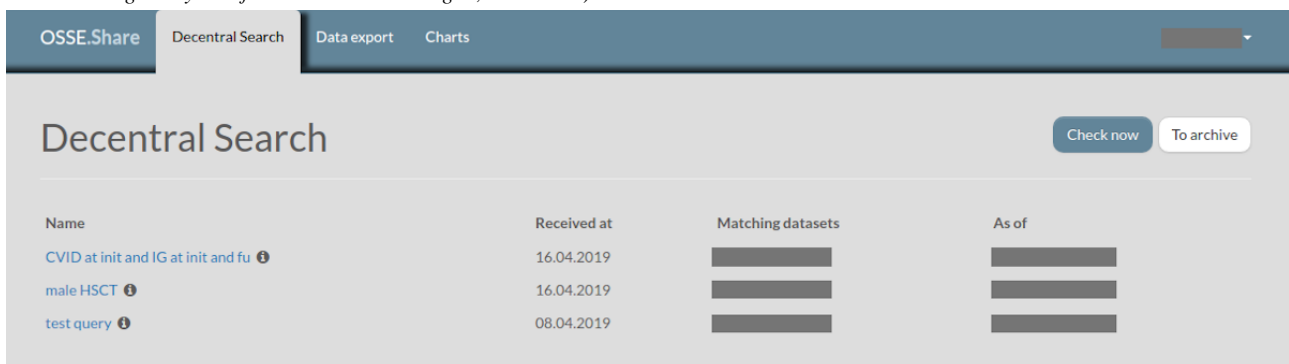 OSSE.Share Decentral Search Data export Charts
Decentral Search Check now To archive
Name Received at Matching datasets As of
CVID at init and IG at init and fu 16.04.2019
male HSCT 16.04.2019
test query 08.04.2019